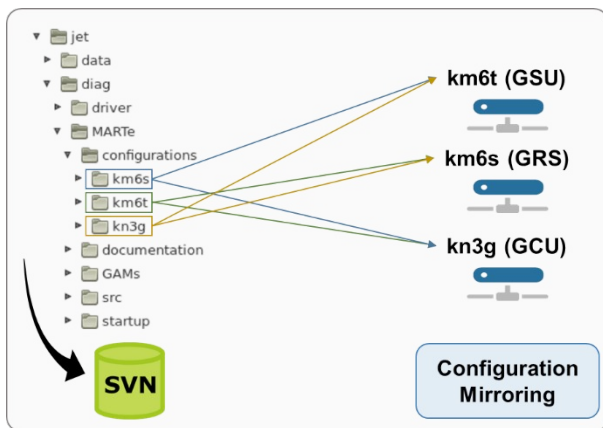 jet
data
diag
driver
MARTe
configurations
km6s
km6t
kn3g
documentation
GAMs
src
startup
SVN
km6t (GSU)
km6s (GRS)
kn3g (GCU)
Configuration
Mirroring